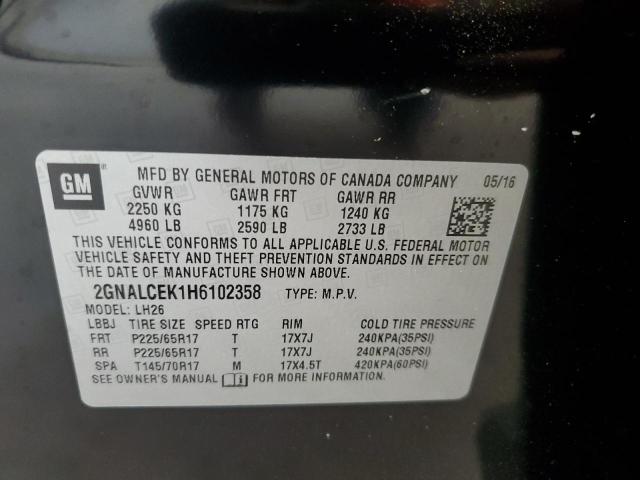 GM
MFD BY GENERAL MOTORS OF CANADA COMPANY 05/16
GVWR GAWR FRT GAWR RR
2250 KG 1175 KG 1240 KG
4960 LB 2590 LB 2733 LB
THIS VEHICLE CONFORMS TO ALL APPLICABLE U.S. FEDERAL MOTOR
VEHICLE SAFETY AND THEFT PREVENTION STANDARDS IN EFFECT ON
THE DATE OF MANUFACTURE SHOWN ABOVE.
2GNALCEK1H6102358 TYPE: M.P.V.
MODEL: LH26
LBBJ TIRE SIZE SPEED RTG RIM COLD TIRE PRESSURE
FRT P225/65R17 T 17X7J 240KPA(35PSI)
RR P225/65R17 T 17X7J 240KPA(35PSI)
SPA T145/70R17 M 17X4.5T 420KPA(60PSI)
SEE OWNER'S MANUAL FOR MORE INFORMATION.